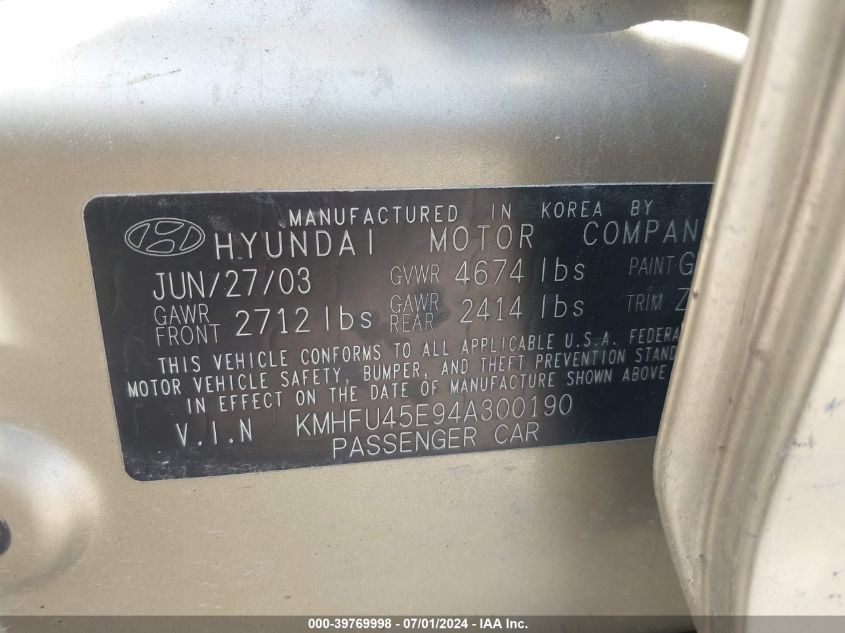 MANUFACTURED IN KOREA BY
HYUNDAI MOTOR COMPAN
JUN/27/03 GVWR 4674 lbs PAINT G
GAWR FRONT 2712 lbs GAWR REAR 2414 lbs TRIM Z
THIS VEHICLE CONFORMS TO ALL APPLICABLE U.S.A. FEDERA
MOTOR VEHICLE SAFETY, BUMPER, AND THEFT PREVENTION STAND
IN EFFECT ON THE DATE OF MANUFACTURE SHOWN ABOVE
V.I.N KMHFU45E94A300190
PASSENGER CAR
000-39769998 - 07/01/2024 - IAA Inc.